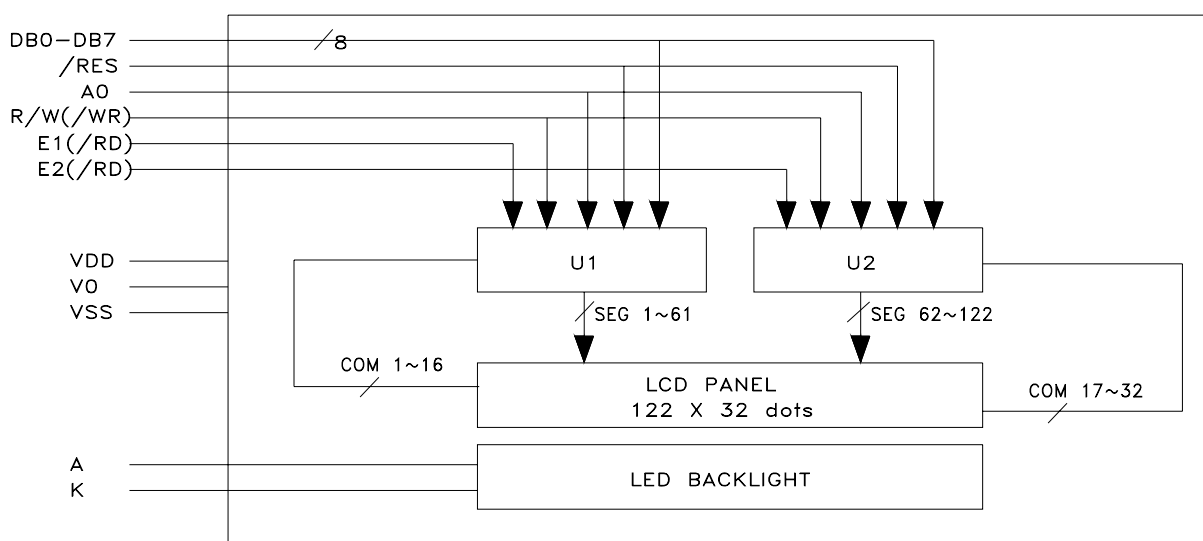 DB0-DB7
8
/RES
A0
R/W(/WR)
E1(/RD)
E2(/RD)
VDD
V0
VSS
U1
U2
SEG 1~61
SEG 62~122
COM 1~16
LCD PANEL
122 X 32 dots
COM 17~32
A
K
LED BACKLIGHT